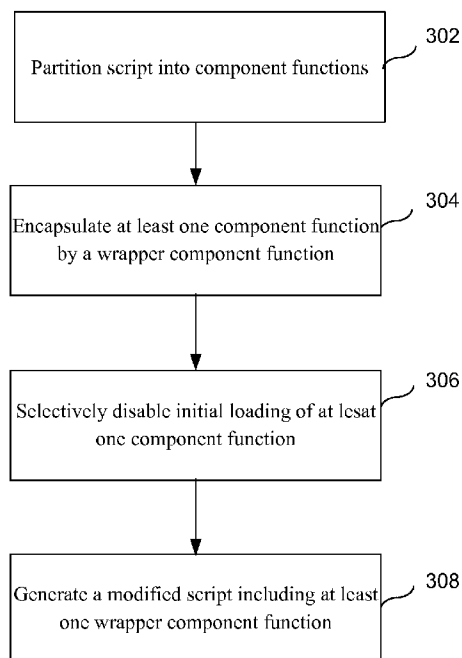 302
Partition script into component functions
304
Encapsulate at least one component function
by a wrapper component function
306
Selectively disable initial loading of at lesat
one component function
308
Generate a modified script including at least
one wrapper component function